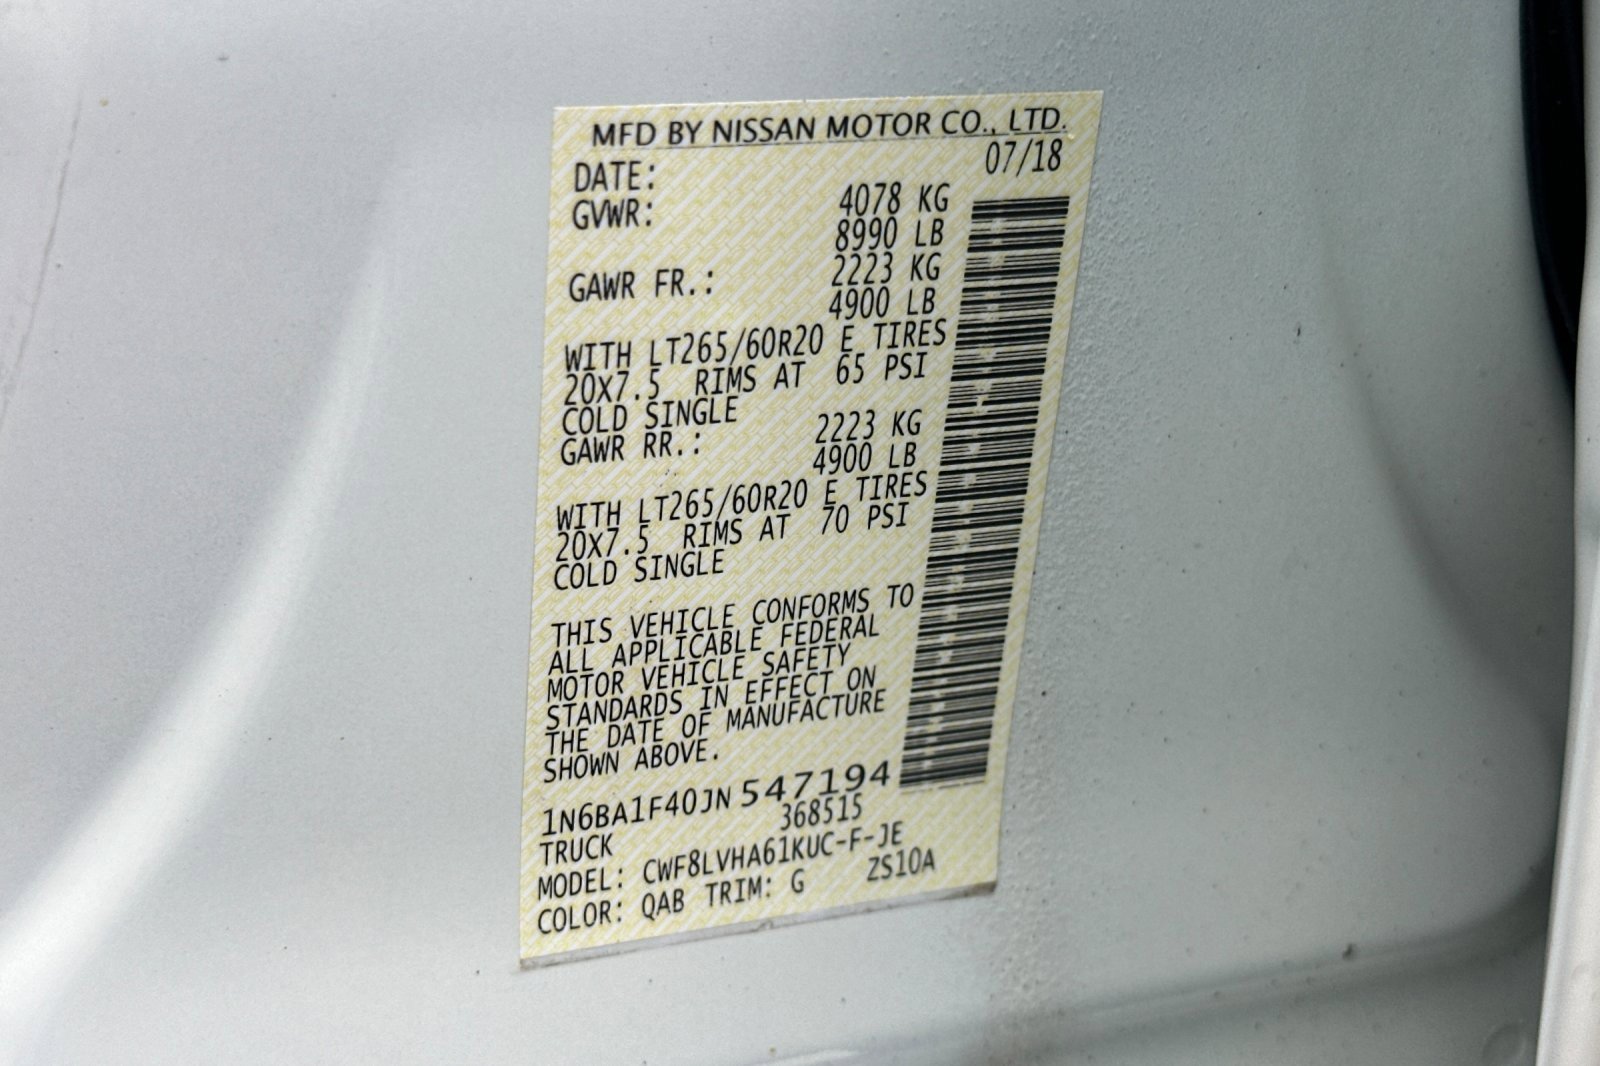 MFD BY NISSAN MOTOR CO., LTD.
DATE: 07/18
GVWR: 4078 KG
8990 LB
GAWR FR.: 2223 KG
4900 LB
WITH LT265/60R20 E TIRES
20X7.5 RIMS AT 65 PSI
COLD SINGLE
GAWR RR.: 2223 KG
4900 LB
WITH LT265/60R20 E TIRES
20X7.5 RIMS AT 70 PSI
COLD SINGLE
THIS VEHICLE CONFORMS TO
ALL APPLICABLE FEDERAL
MOTOR VEHICLE SAFETY
STANDARDS IN EFFECT ON
THE DATE OF MANUFACTURE
SHOWN ABOVE.
1N6BA1F40JN547194
TRUCK 368515
MODEL: CWF8LVHA61KUC-F-JE
COLOR: QAB TRIM: G ZS10A